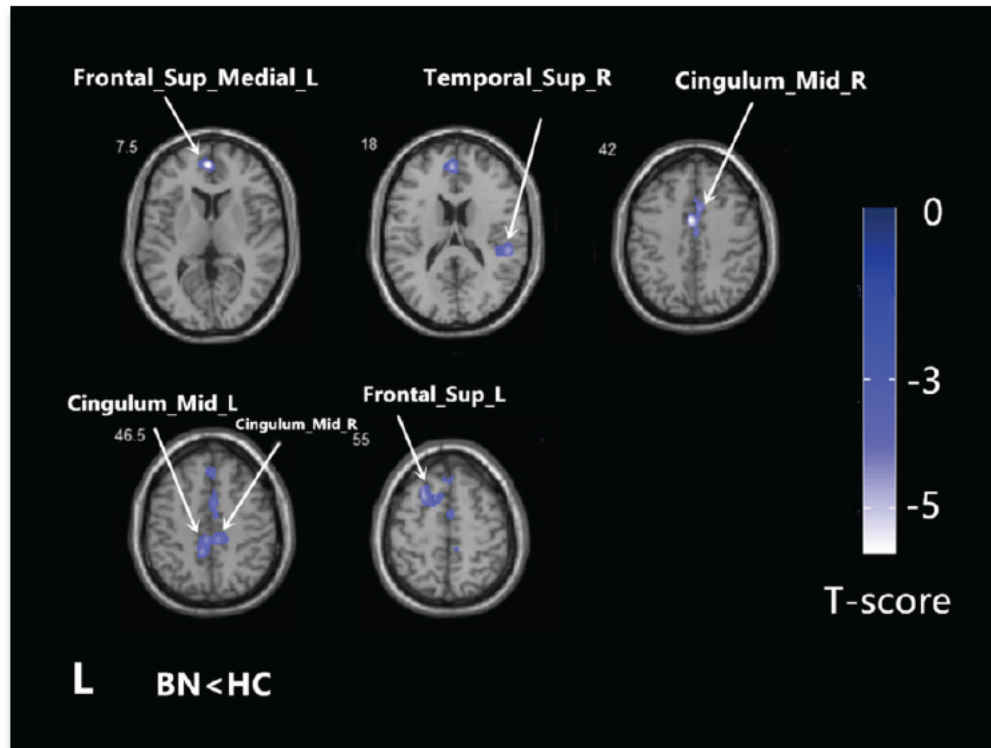 Frontal_Sup_Medial_L
Temporal_Sup_R
Cingulum_Mid_R
7.5
18
42
0
-3
-5
T-score
Cingulum_Mid_L
Cingulum_Mid_R
Frontal_Sup_L
46.5
55
L
BN<HC